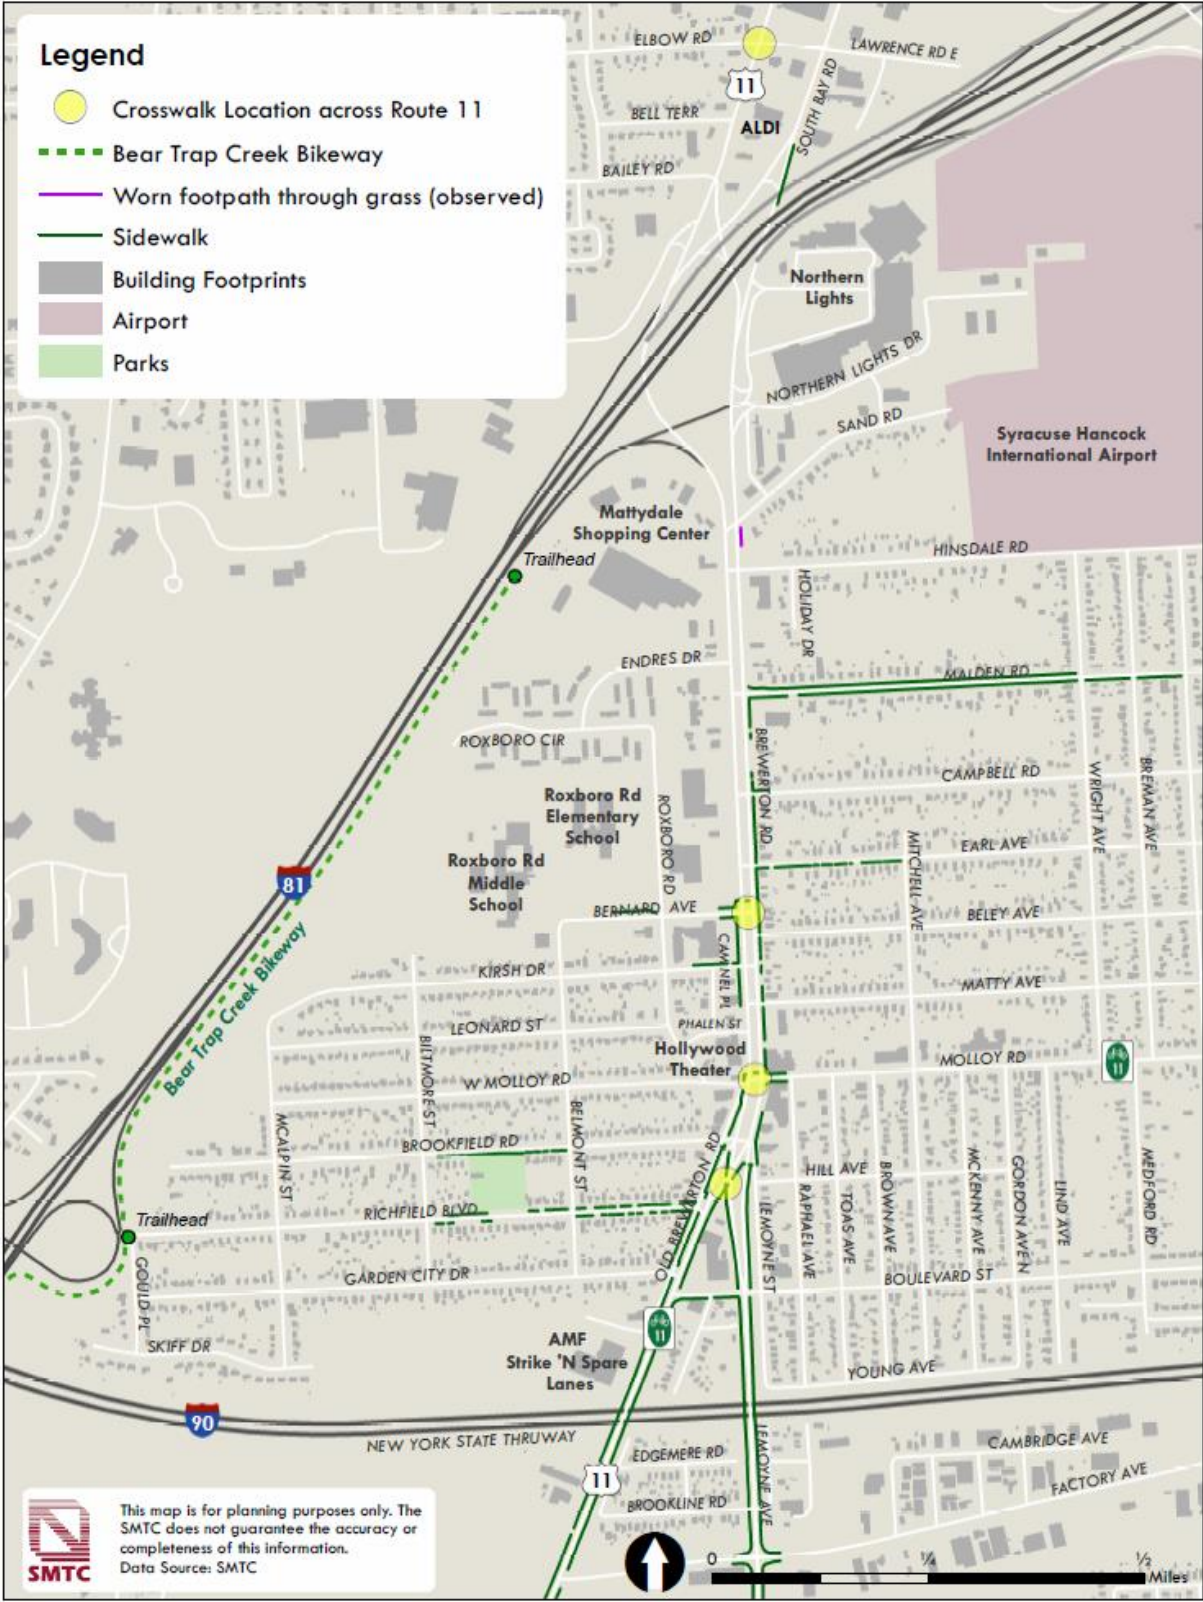 Legend
Crosswalk Location across Route 11
Bear Trap Creek Bikeway
Worn footpath through grass (observed)
Sidewalk
Building Footprints
Airport
Parks
ELBOW RD
LAWRENCE RD E
11
SOUTH BAY RD
BELL TERR
ALDI
BAILEY RD
Northern
Lights
NORTHERN LIGHTS DR
SAND RD
Syracuse Hancock
International Airport
Mattydale
Shopping Center
HINSDALE RD
Trailhead
HOLIDAY DR
ENDRES DR
MALDEN RD
ROXBORO CIR
BREWERTON RD
CAMPBELL RD
WRIGHT AVE
BREMAN AVE
Roxboro Rd
Elementary
School
ROXBORO RD
EARL AVE
MITCHELL AVE
Roxboro Rd
Middle
School
81
BERNARD AVE
BELEY AVE
Bear Trap Creek Bikeway
KIRSH DR
CAMNEL PL
MATTY AVE
LEONARD ST
PHALEN ST
BILTMORE ST
Hollywood
Theater
MOLLOY RD
11
W MOLLOY RD
MCALPIN ST
BELMONT ST
BROOKFIELD RD
OLD BREWERTON RD
HILL AVE
RAPHAEL AVE
TOAS AVE
BROWN AVE
MCKENNY AVE
GORDON AVE N
LIND AVE
MEDFORD RD
LEMOYNE ST
Trailhead
RICHFIELD BLVD
GOULD PL
GARDEN CITY DR
BOULEVARD ST
SKIFF DR
11
AMF
Strike 'N Spare
Lanes
YOUNG AVE
90
NEW YORK STATE THRUWAY
LEMOYNE AVE
CAMBRIDGE AVE
EDGEMERE RD
FACTORY AVE
11
BROOKLINE RD
SMTC
This map is for planning purposes only. The
SMTC does not guarantee the accuracy or
completeness of this information.
Data Source: SMTC
0
1/4
1/2
Miles